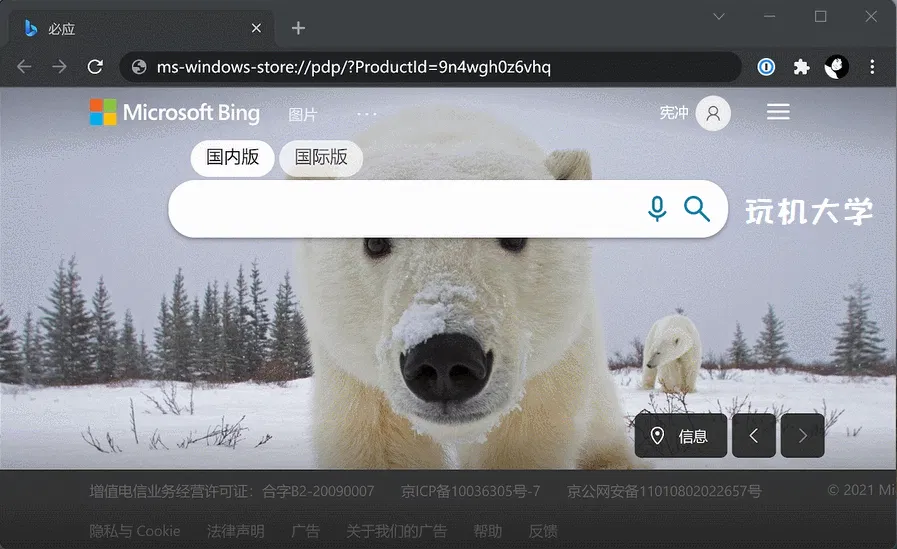 必应
ms-windows-store://pdp/?ProductId=9n4wgh0z6vhq
Microsoft Bing 图片 ... 宪冲
国内版 国际版
玩机大学
信息
增值电信业务经营许可证：合字B2-20090007 京ICP备10036305号-7 京公网安备11010802022657号 © 2021 Mi
隐私与 Cookie 法律声明 广告 关于我们的广告 帮助 反馈